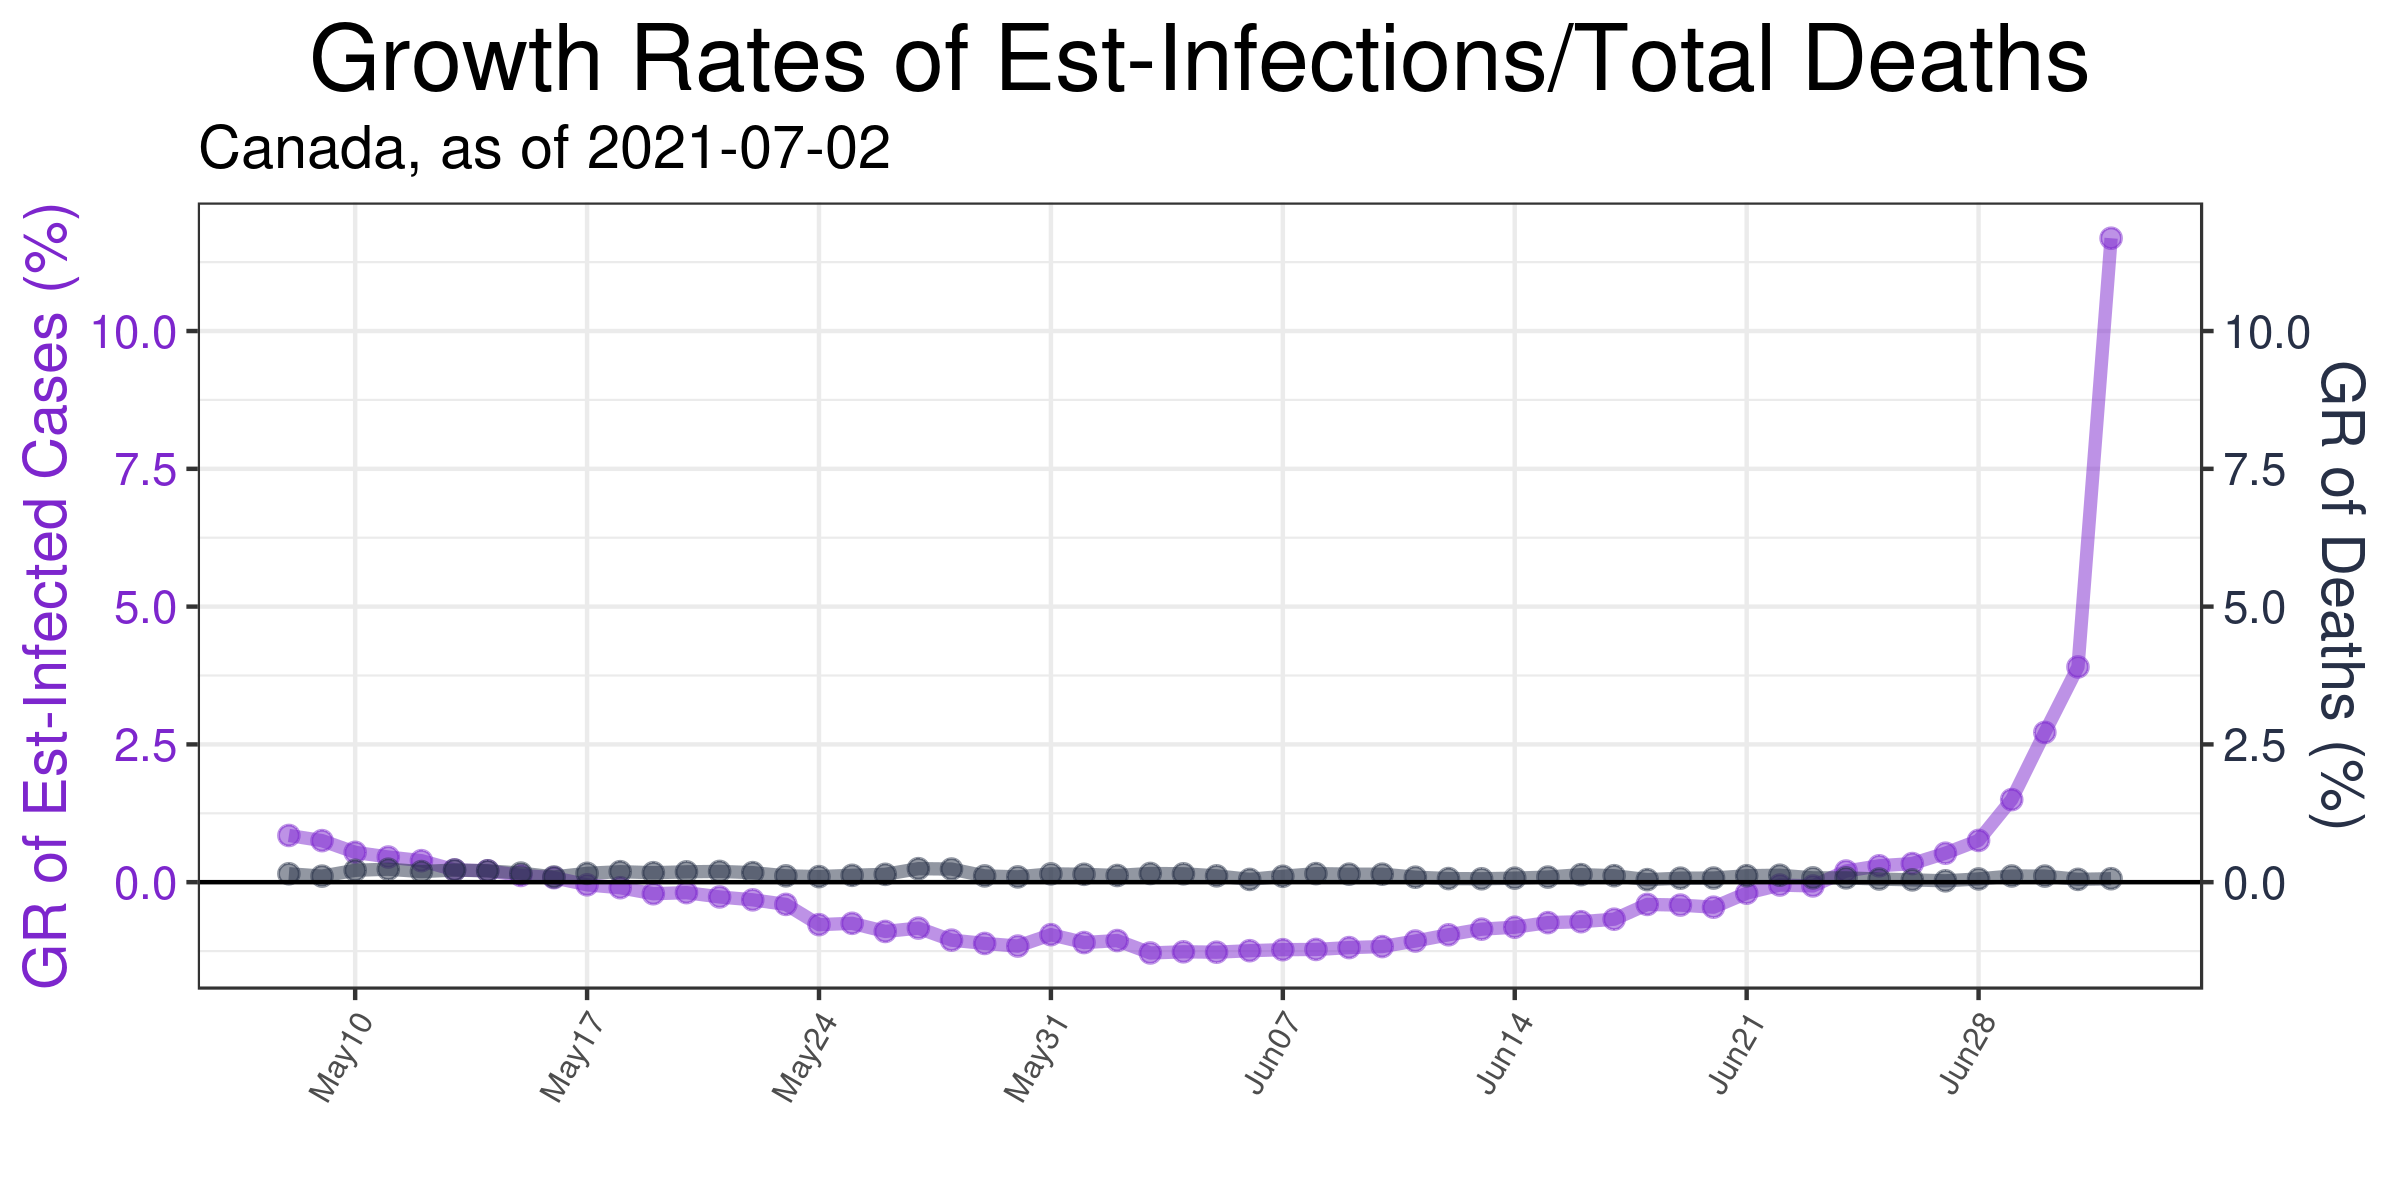 Growth Rates of Est-Infections/Total Deaths
Canada, as of 2021-07-02
GR of Est-Infected Cases (%)
10.0
7.5
5.0
2.5
0.0
10.0
7.5
5.0
2.5
0.0
GR of Deaths (%)
May10
May17
May24
May31
Jun07
Jun14
Jun21
Jun28